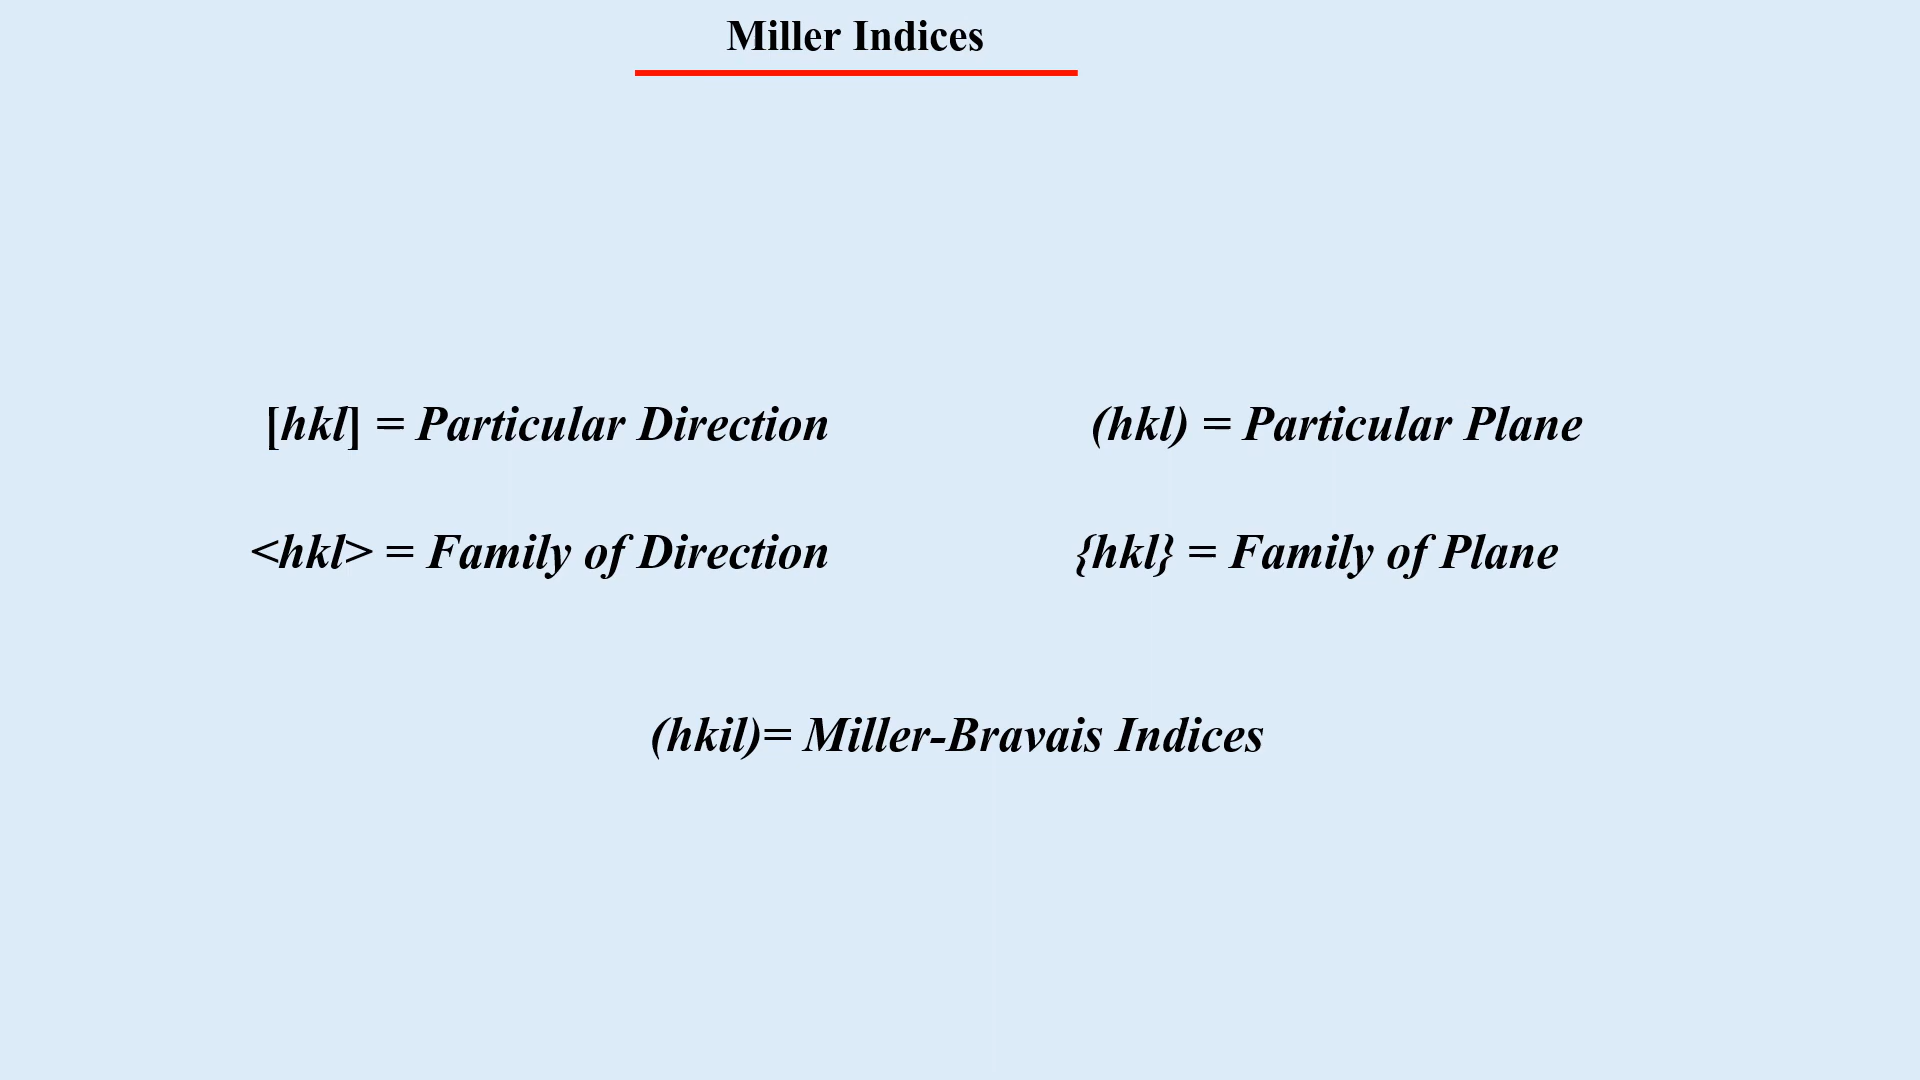 Miller Indices
[hkl] = Particular Direction
(hkl) = Particular Plane
<hkl> = Family of Direction
{hkl} = Family of Plane
(hkil)= Miller-Bravais Indices